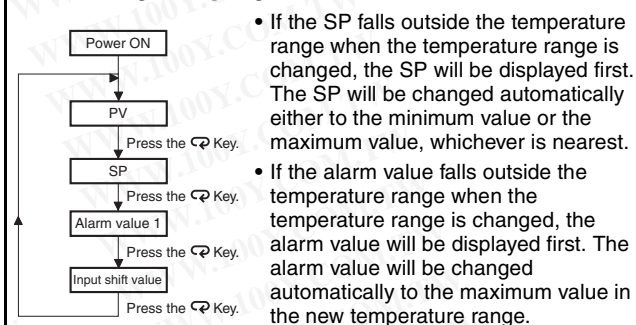 Power ON
PV
Press the Key.
SP
Press the Key.
Alarm value 1
Press the Key.
Input shift value
Press the Key.
• If the SP falls outside the temperature
range when the temperature range is
changed, the SP will be displayed first.
The SP will be changed automatically
either to the minimum value or the
maximum value, whichever is nearest.
• If the alarm value falls outside the
temperature range when the
temperature range is changed, the
alarm value will be displayed first. The
alarm value will be changed
automatically to the maximum value in
the new temperature range.
WWW.100Y.COM.TW